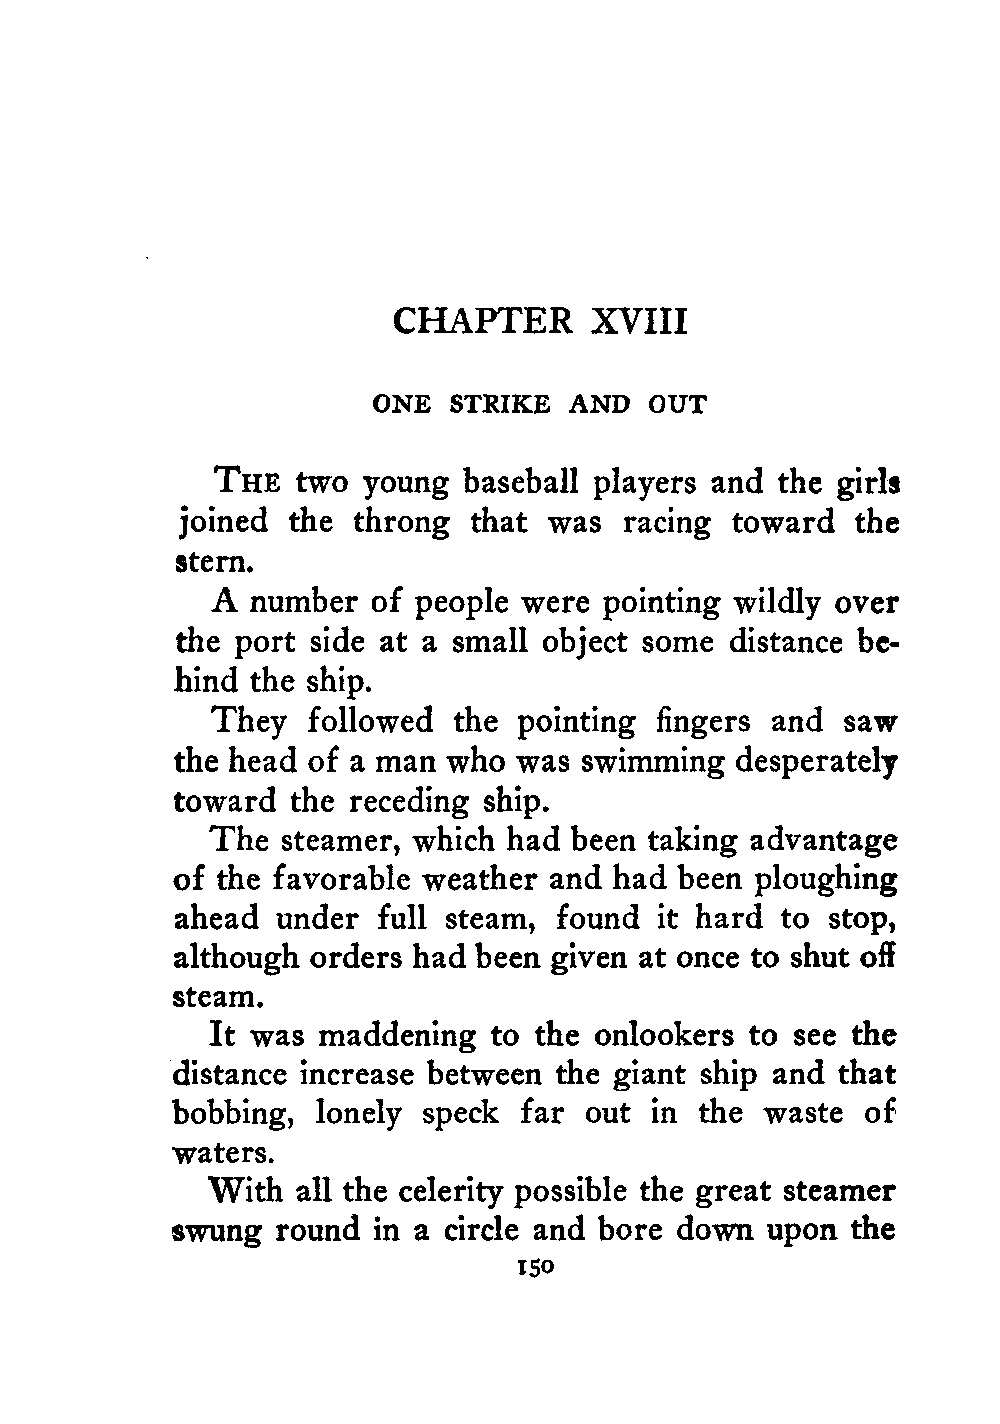 CHAPTER XVIII
ONE STRIKE AND OUT
THE two young baseball players and the girls
joined the throng that was racing toward the
stern.
A number of people were pointing wildly over
the port side at a small object some distance be-
hind the ship.
They followed the pointing fingers and saw
the head of a man who was swimming desperately
toward the receding ship.
The steamer, which had been taking advantage
of the favorable weather and had been ploughing
ahead under full steam, found it hard to stop,
although orders had been given at once to shut off
steam.
It was maddening to the onlookers to see the
distance increase between the giant ship and that
bobbing, lonely speck far out in the waste of
waters.
With all the celerity possible the great steamer
swung round in a circle and bore down upon the
150